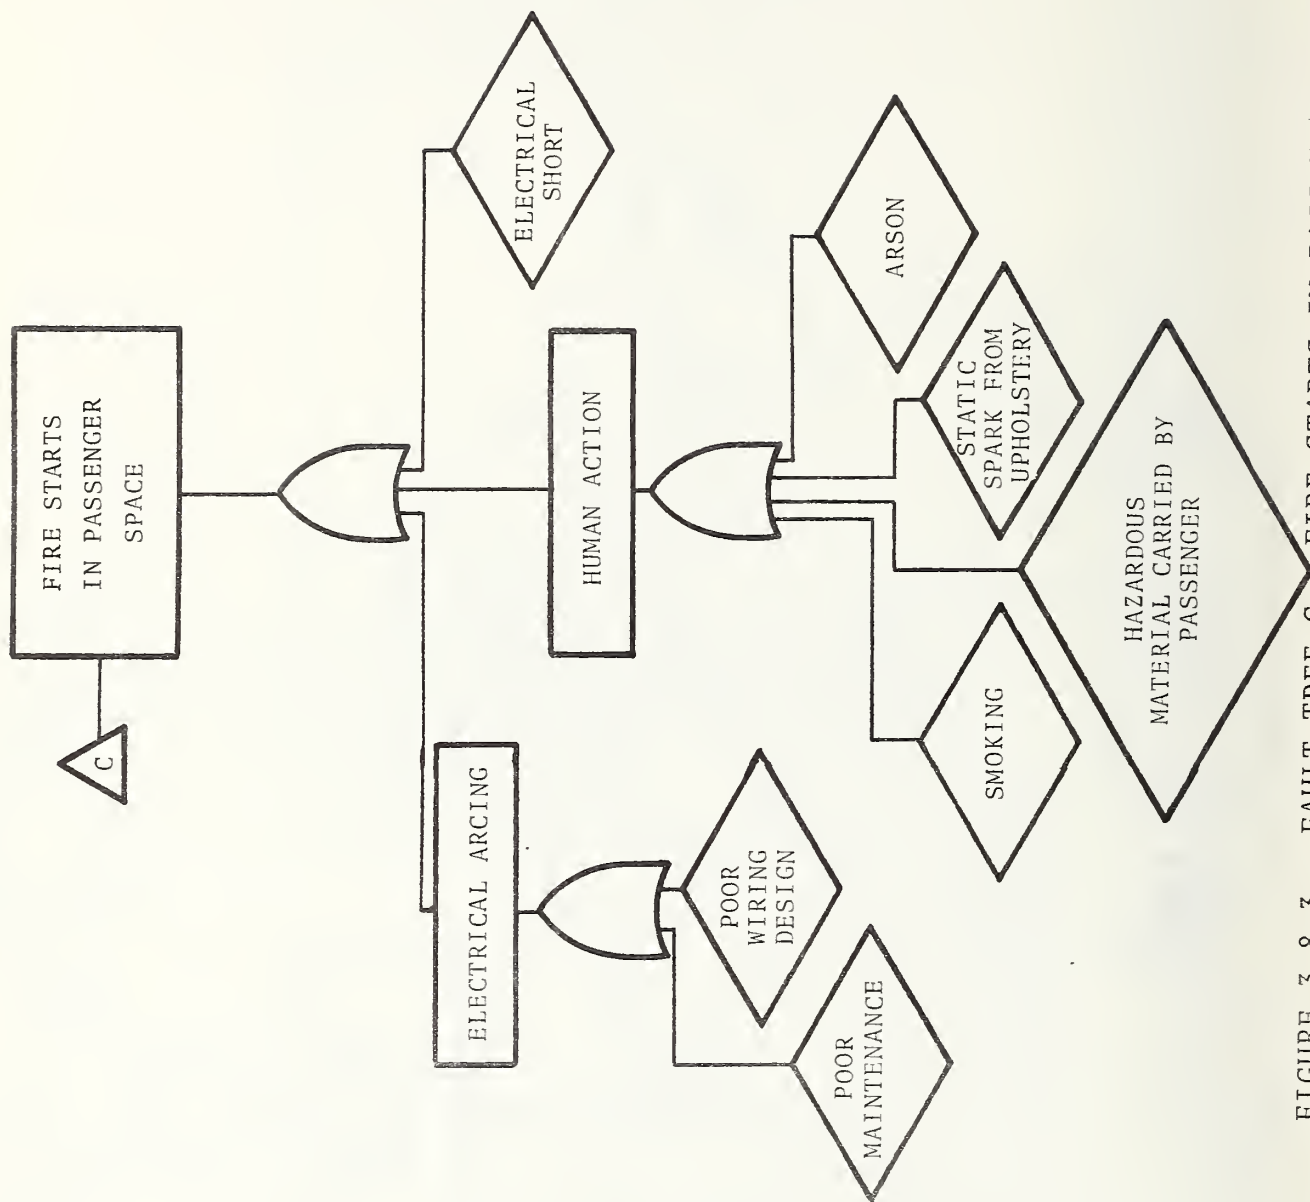 C
FIRE STARTS
IN PASSENGER
SPACE
ELECTRICAL ARCING
HUMAN ACTION
ELECTRICAL
SHORT
POOR
MAINTENANCE
POOR
WIRING
DESIGN
SMOKING
HAZARDOUS
MATERIAL CARRIED BY
PASSENGER
STATIC
SPARK FROM
UPHOLSTERY
ARSON
FIGURE 3.8.3 FAULT TREE C FIRE STARTS IN